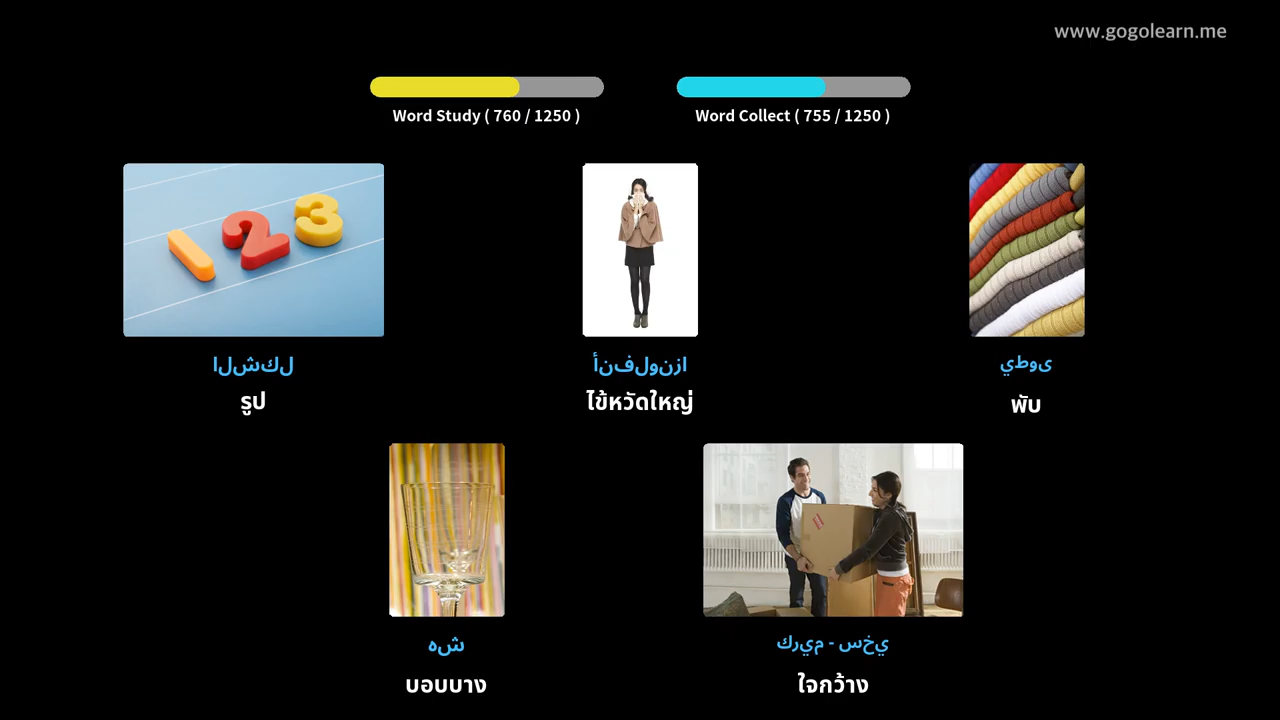 www.gogolearn.me
Word Study ( 760 / 1250 )
Word Collect ( 755 / 1250 )
الشكل
أنفلونزا
يطوى
รูป
ไข้หวัดใหญ่
พับ
هش
كريم - سخي
บอบบาง
ใจกว้าง